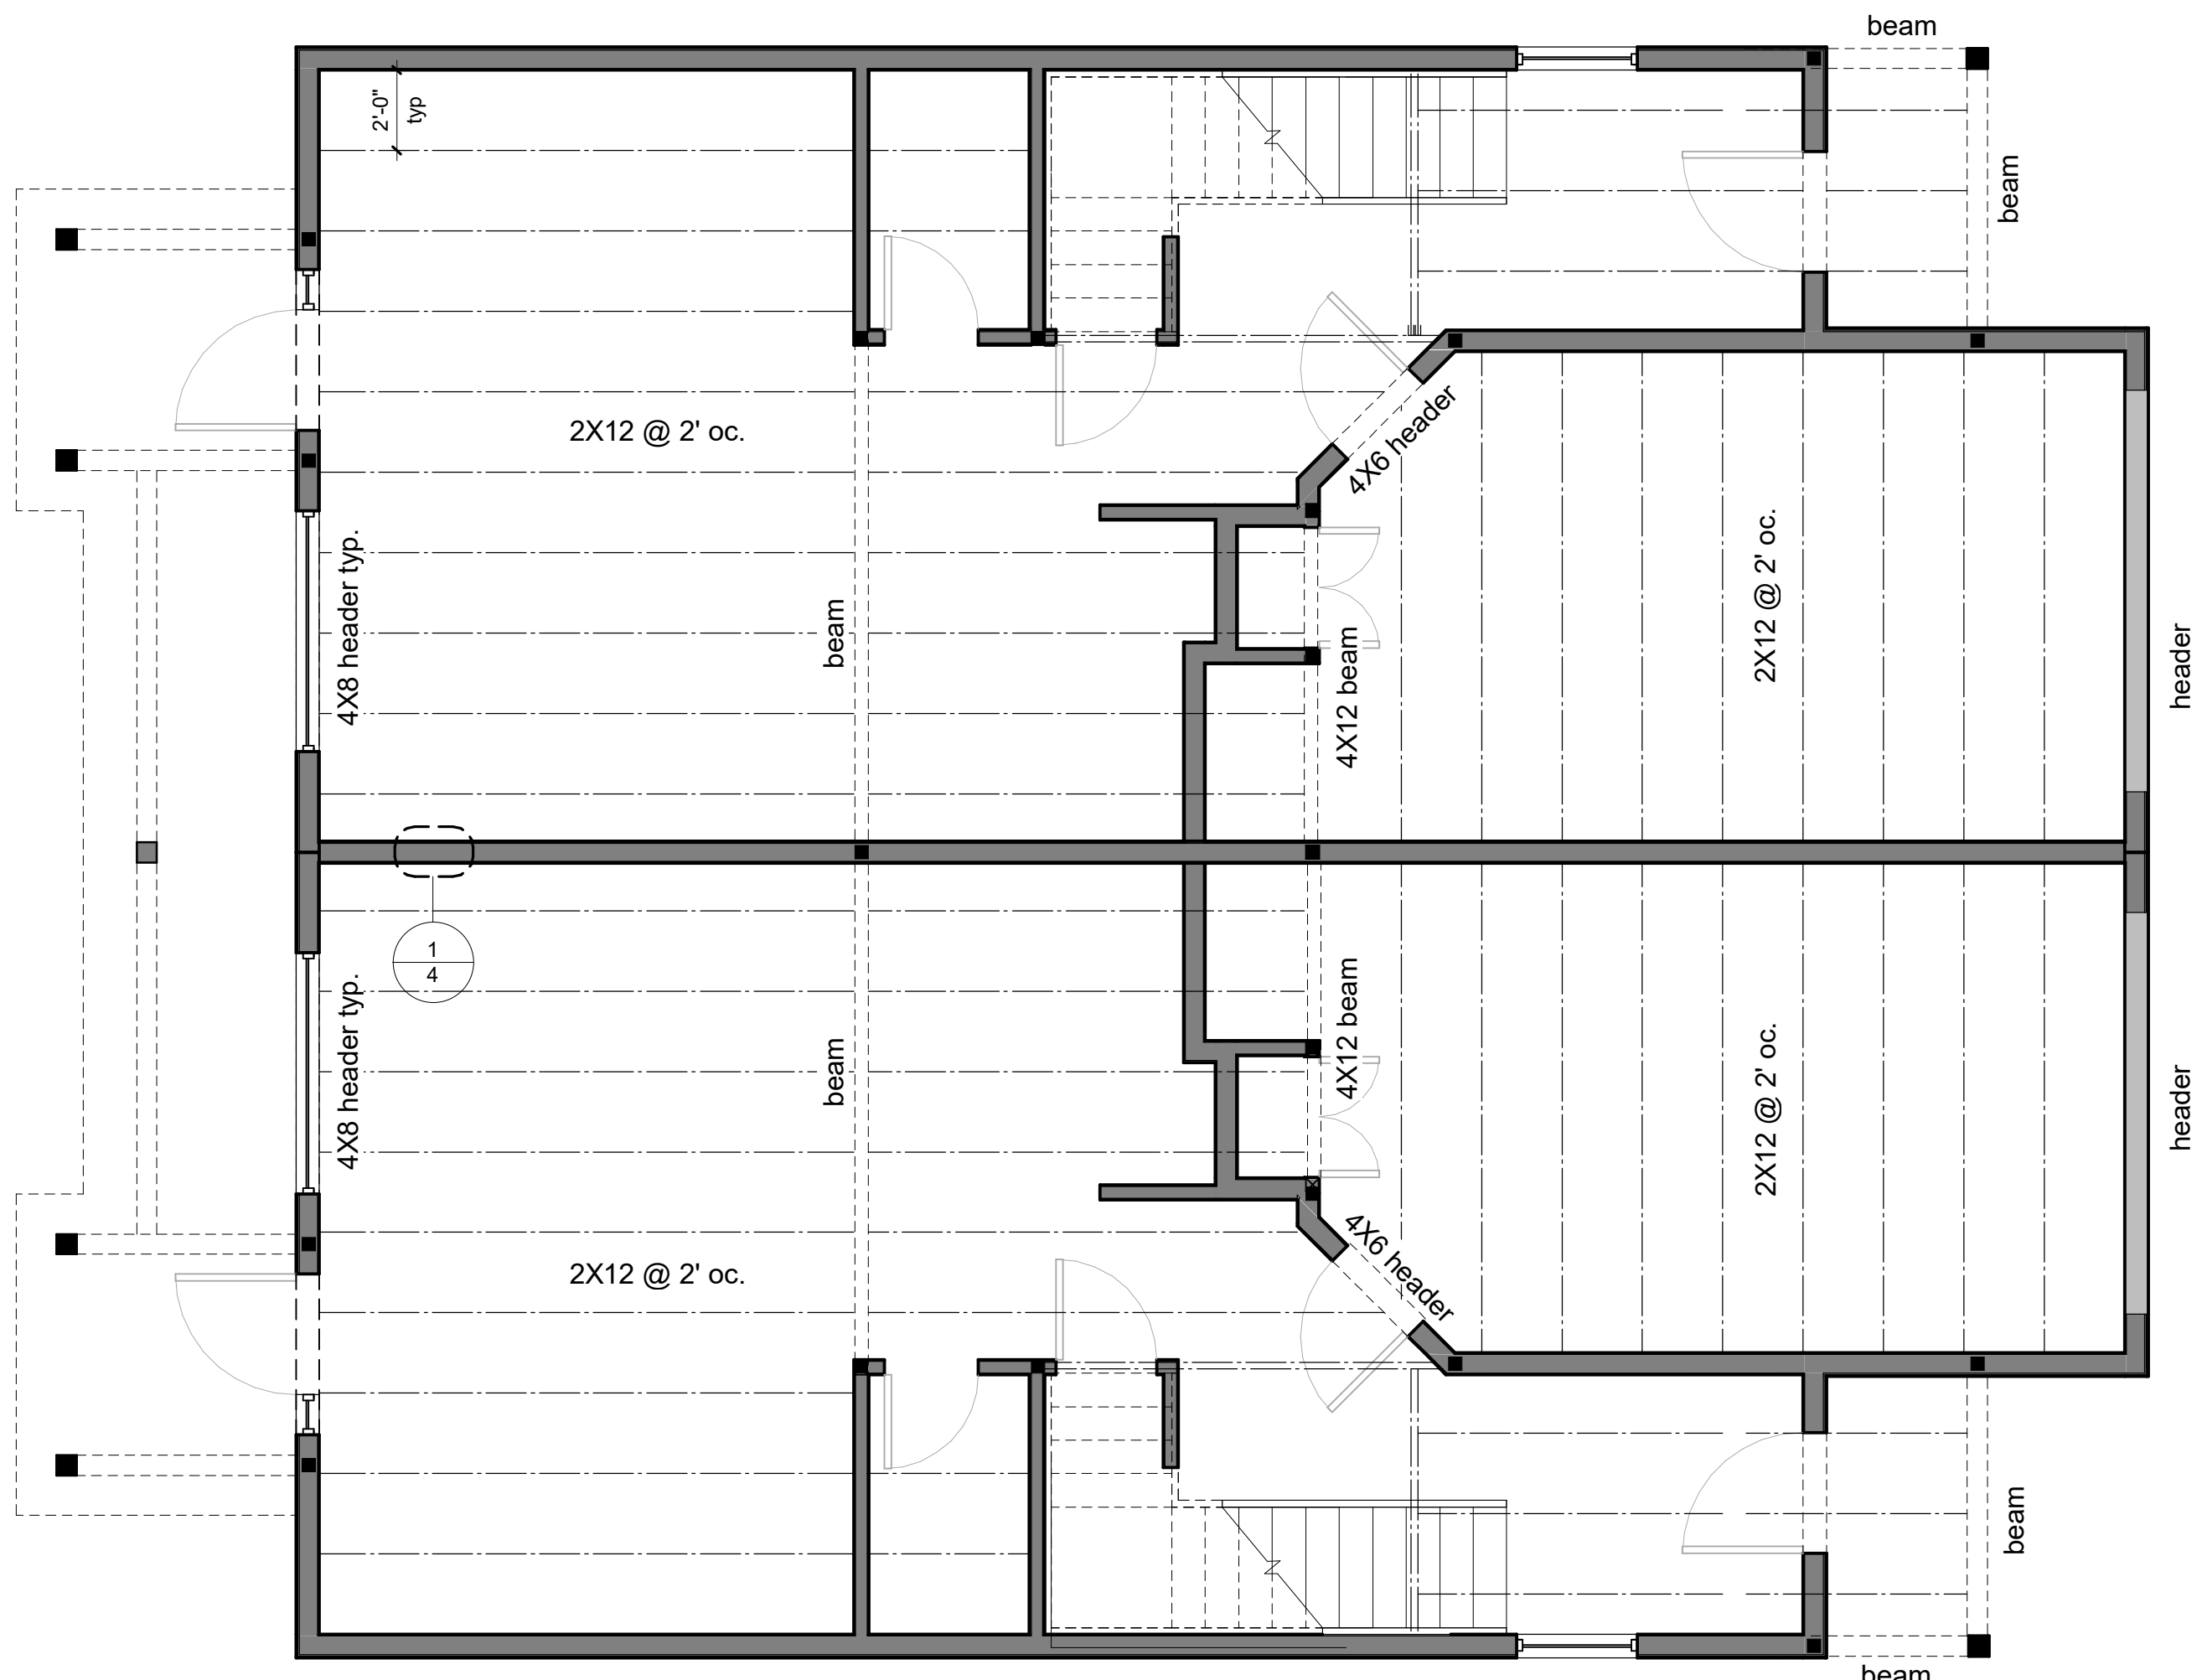 beam
2'-0"
typ
beam
2X12 @ 2' oc.
4X6 header
4X8 header typ.
beam
4X12 beam
2X12 @ 2' oc.
header
1
4
4X8 header typ.
beam
4X12 beam
2X12 @ 2' oc.
header
4X6 header
2X12 @ 2' oc.
beam
beam